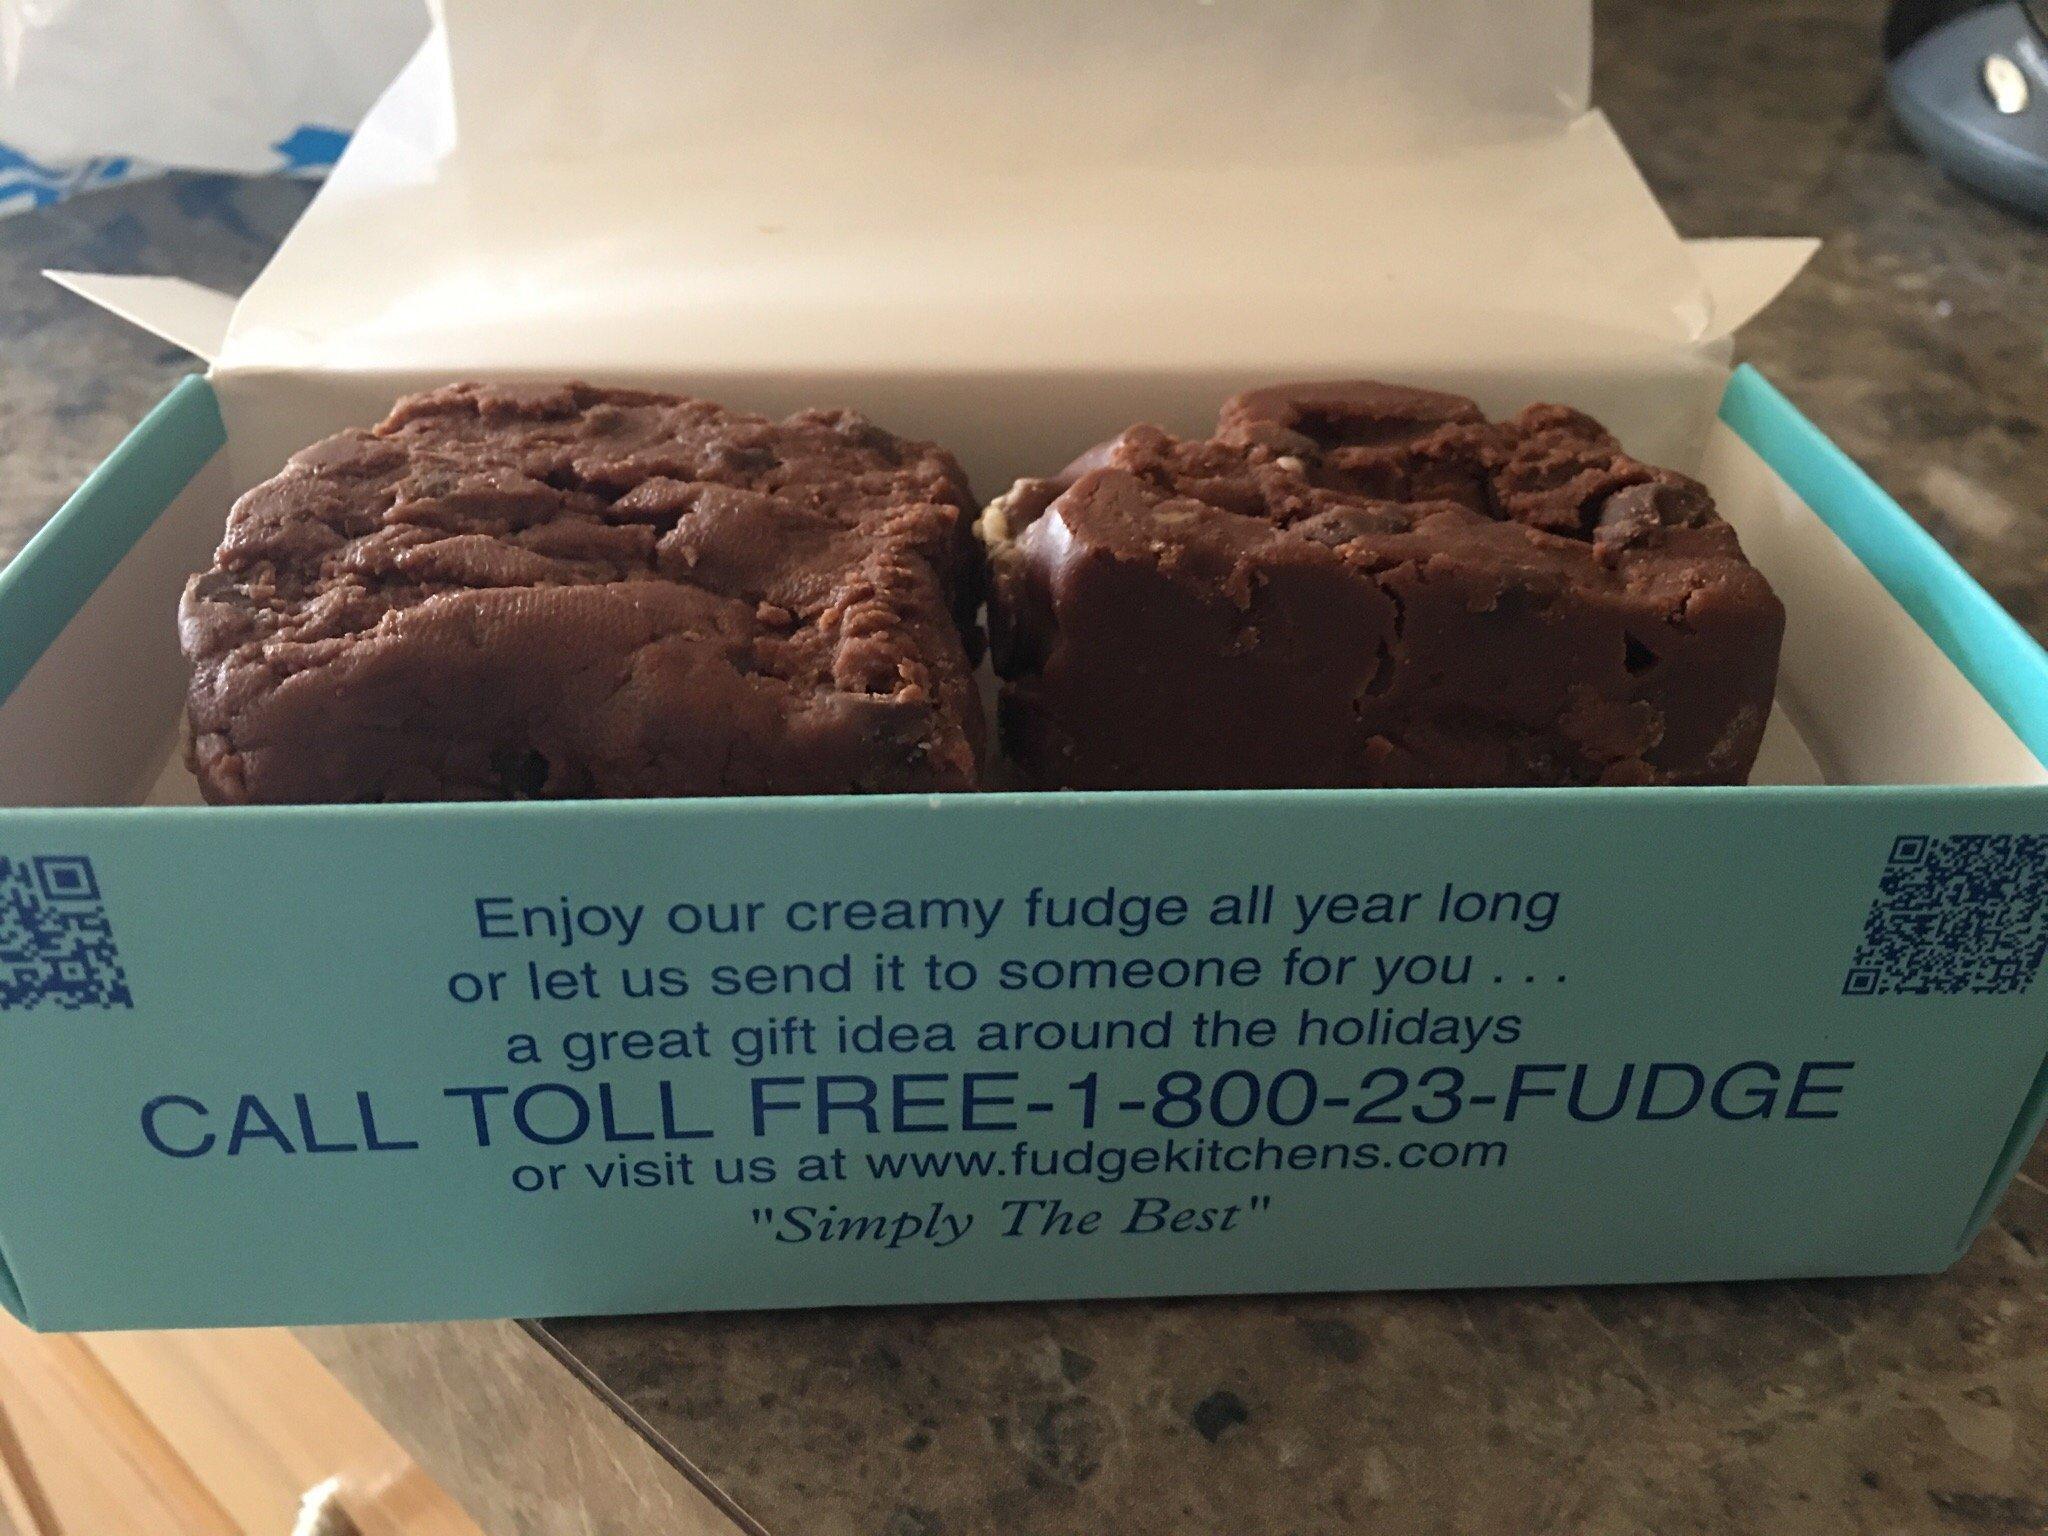 Enjoy our creamy fudge all year long
or let us send it to someone for you . . .
a great gift idea around the holidays
CALL TOLL FREE-1-800-23-FUDGE
or visit us at www.fudgekitchens.com
"Simply The Best"